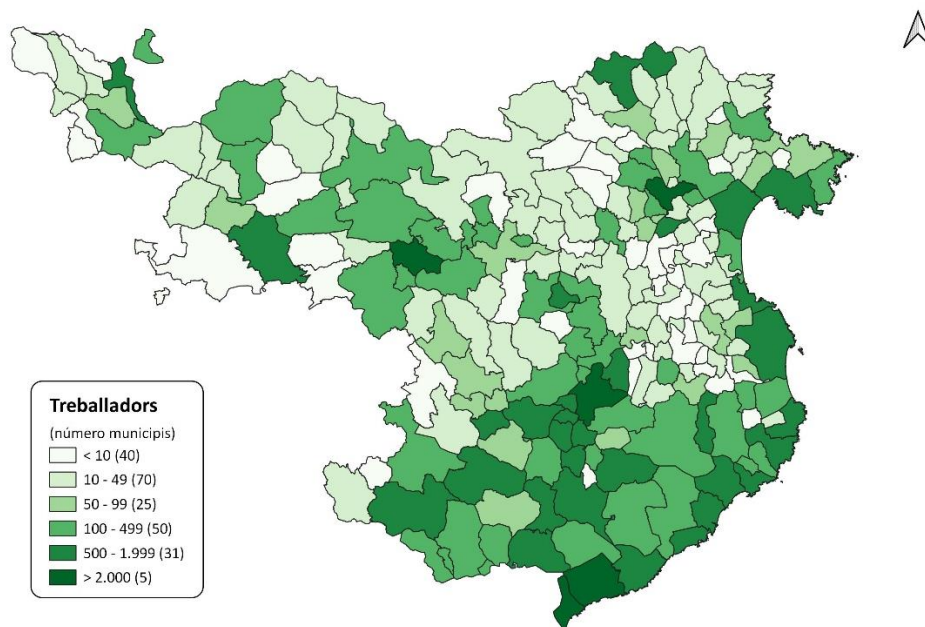 Treballadors
(número municipis)
< 10 (40)
10 - 49 (70)
50 - 99 (25)
100 - 499 (50)
500 - 1.999 (31)
> 2.000 (5)